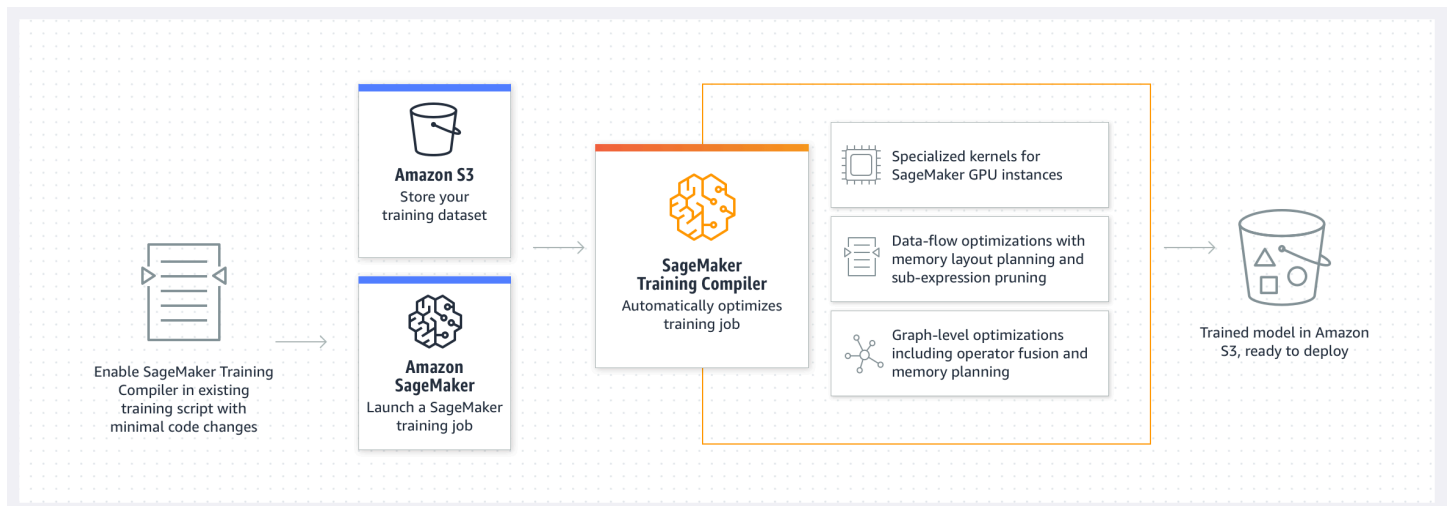 Enable SageMaker Training
Compiler in existing
training script with
minimal code changes
Amazon S3
Store your
training dataset
Amazon
SageMaker
Launch a SageMaker
training job
SageMaker
Training Compiler
Automatically optimizes
training job
Specialized kernels for
SageMaker GPU instances
Data-flow optimizations with
memory layout planning and
sub-expression pruning
Graph-level optimizations
including operator fusion and
memory planning
Trained model in Amazon
S3, ready to deploy